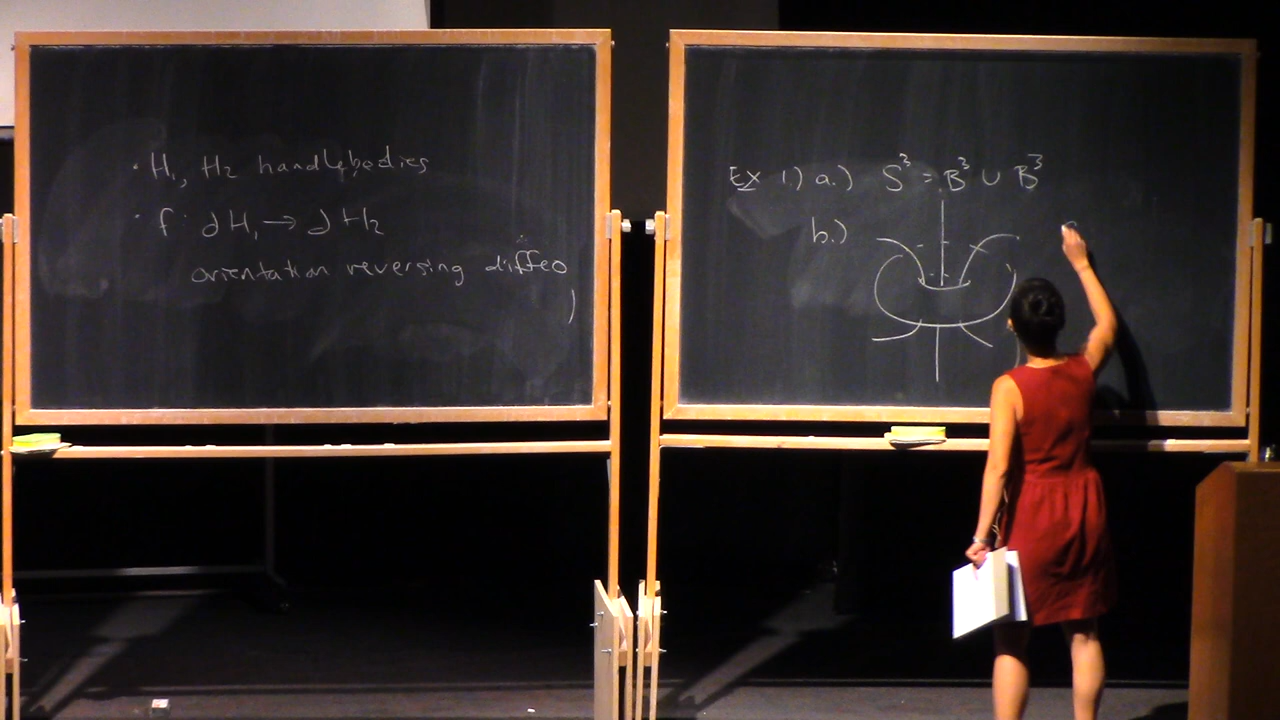 · H₁, H₂ handlebodies
· f: ∂H₁ → ∂H₂
orientation reversing diffeo
)
Ex 1.) a.) S³ = B³ ∪ B³
b.)